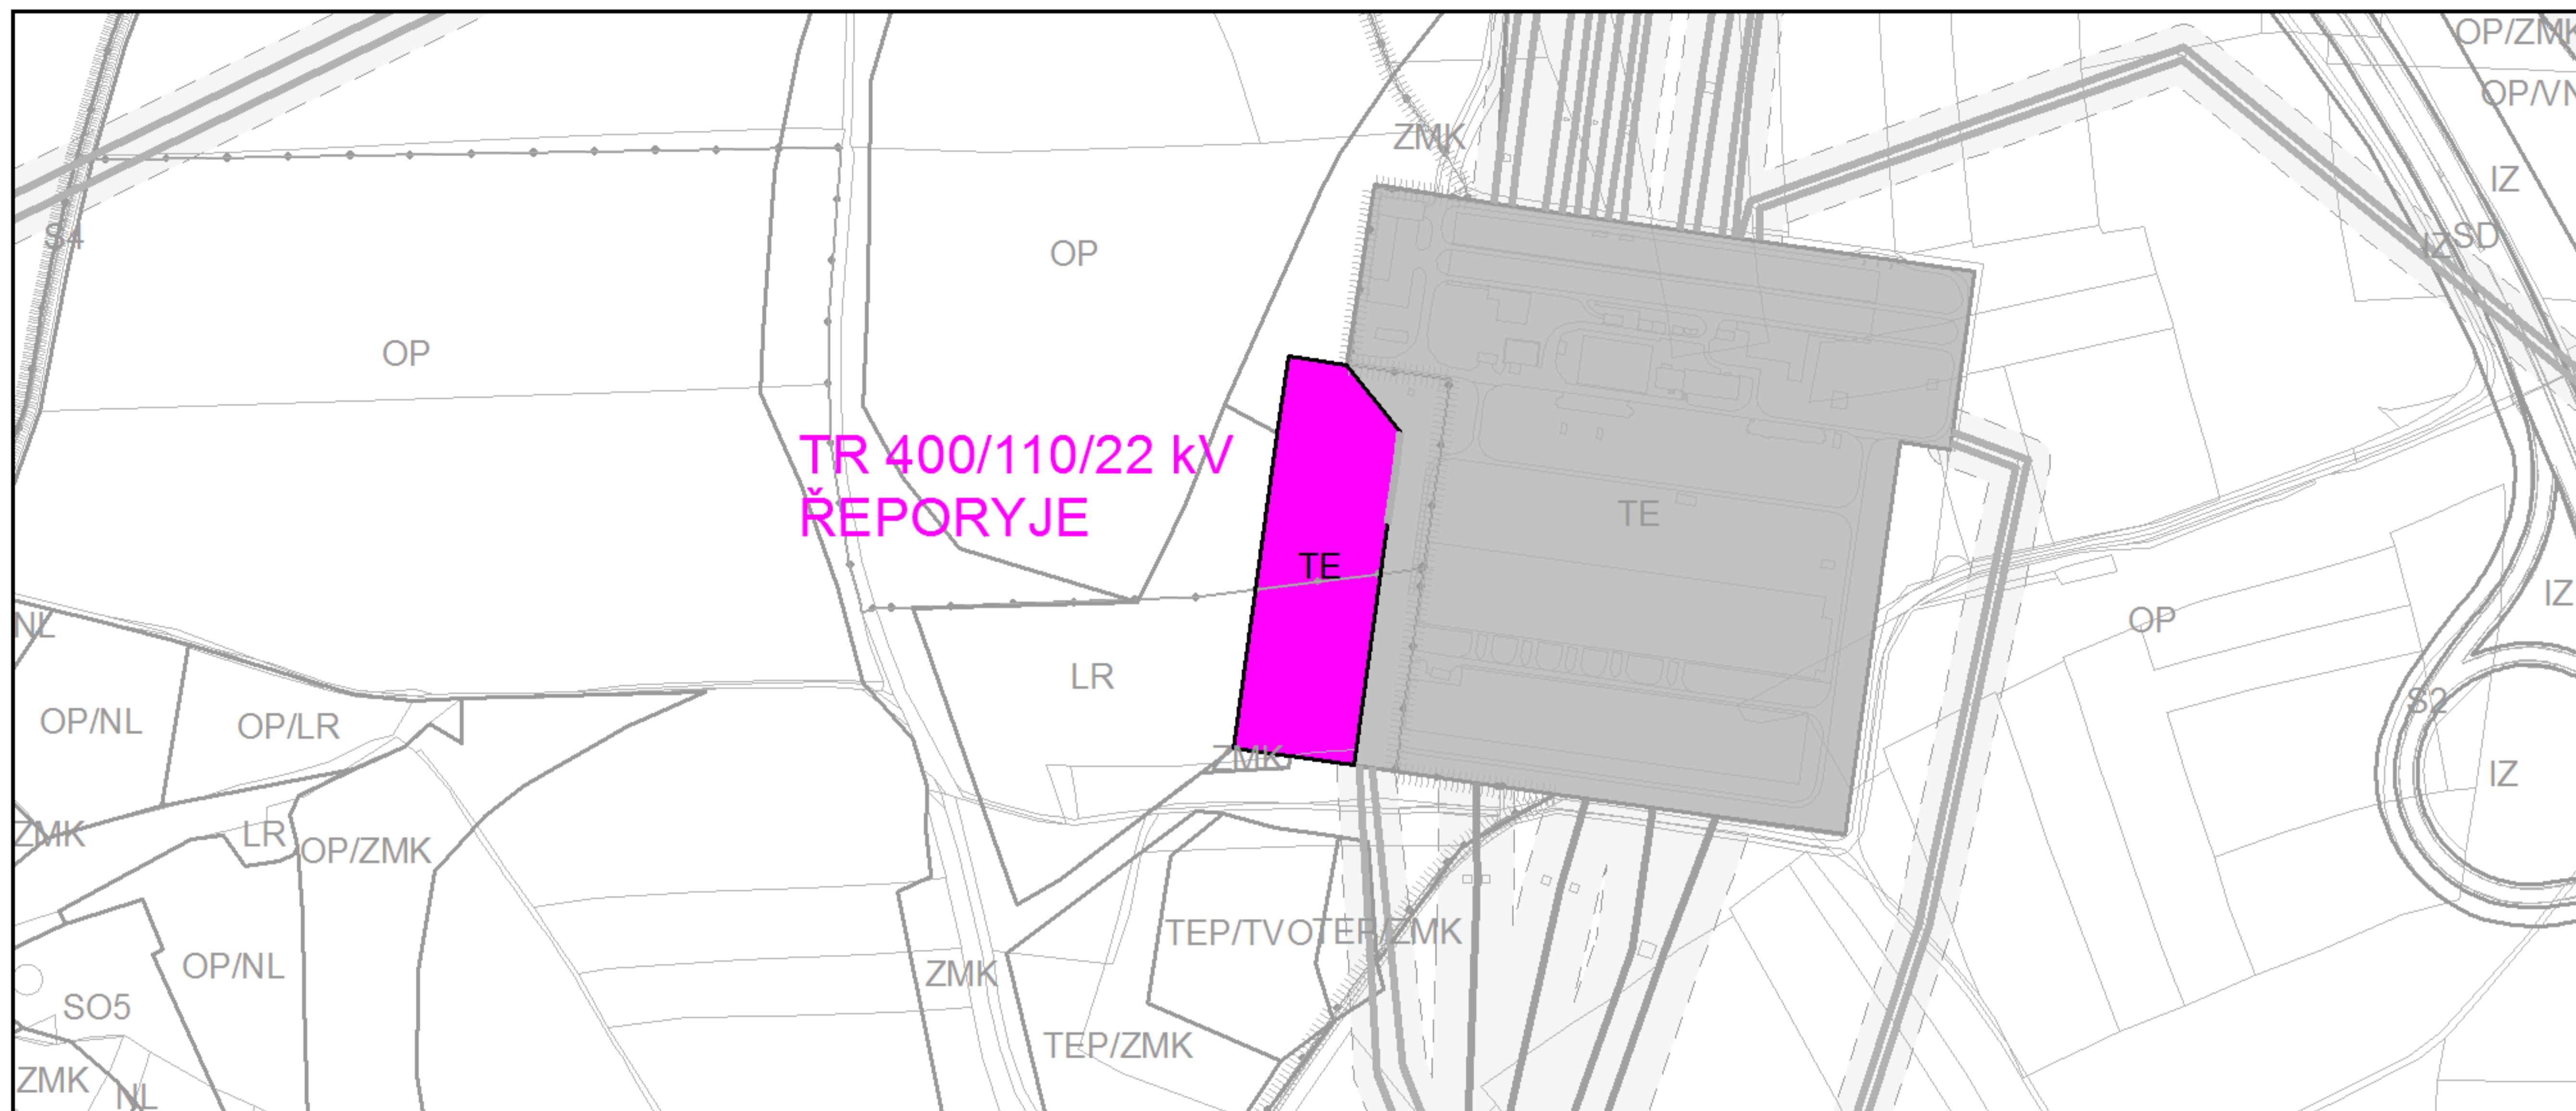 OP/ZMK
OP/VN
ZMK
IZ
S4
OP
IZ
SD
OP
TR 400/110/22 kV
ŘEPORYJE
TE
TE
IZ
OP
NL
LR
S2
OP/NL
OP/LR
ZMK
IZ
ZMK
LR
OP/ZMK
TEP/TVO
TEP/ZMK
OP/NL
ZMK
SO5
TEP/ZMK
ZMK
NL